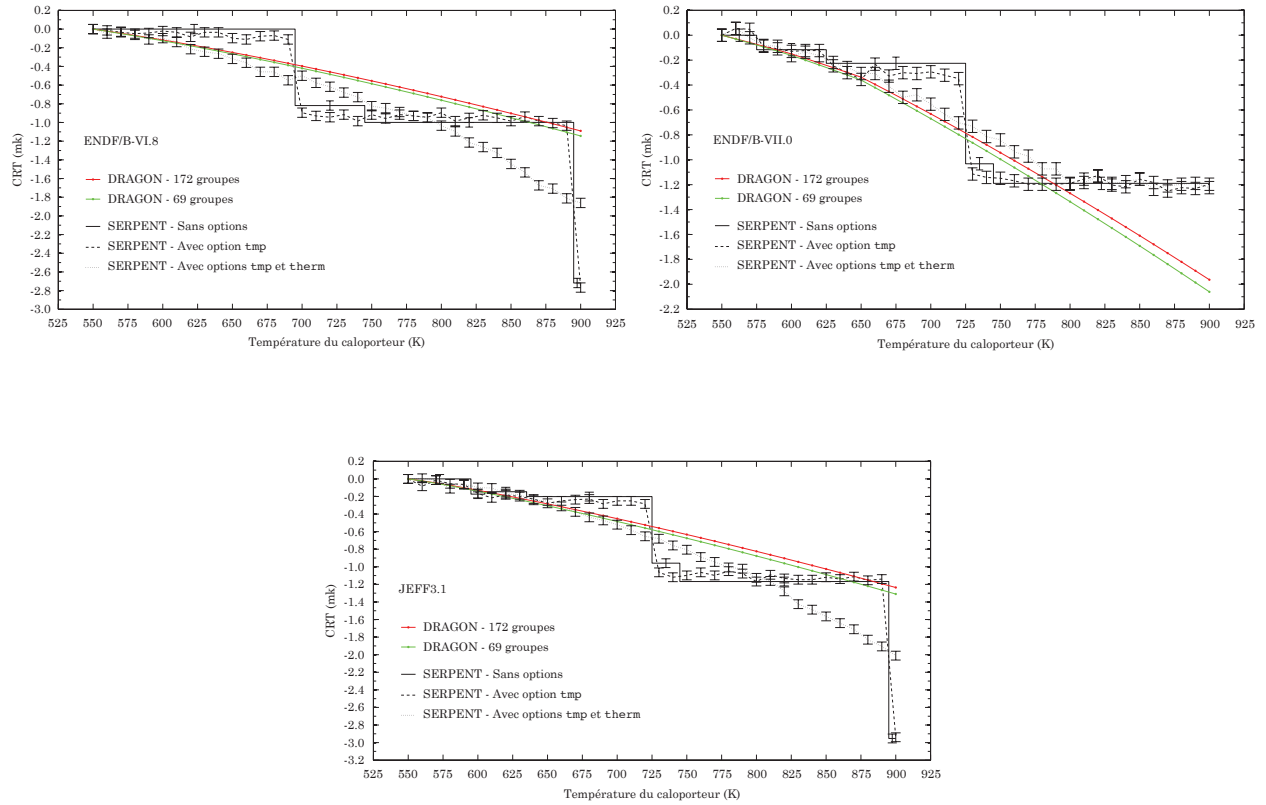 0.2
0.0
-0.2
-0.4
-0.6
-0.8
-1.0
-1.2
-1.4
-1.6
-1.8
-2.0
-2.2
-2.4
-2.6
-2.8
-3.0
CRT (mk)
ENDF/B-VI.8
DRAGON - 172 groupes
DRAGON - 69 groupes
SERPENT - Sans options
SERPENT - Avec option tmp
SERPENT - Avec options tmp et therm
525 550 575 600 625 650 675 700 725 750 775 800 825 850 875 900 925
Température du caloporteur (K)
0.2
0.0
-0.2
-0.4
-0.6
-0.8
-1.0
-1.2
-1.4
-1.6
-1.8
-2.0
-2.2
CRT (mk)
ENDF/B-VII.0
DRAGON - 172 groupes
DRAGON - 69 groupes
SERPENT - Sans options
SERPENT - Avec option tmp
SERPENT - Avec options tmp et therm
525 550 575 600 625 650 675 700 725 750 775 800 825 850 875 900 925
Température du caloporteur (K)
0.2
0.0
-0.2
-0.4
-0.6
-0.8
-1.0
-1.2
-1.4
-1.6
-1.8
-2.0
-2.2
-2.4
-2.6
-2.8
-3.0
-3.2
CRT (mk)
JEFF3.1
DRAGON - 172 groupes
DRAGON - 69 groupes
SERPENT - Sans options
SERPENT - Avec option tmp
SERPENT - Avec options tmp et therm
525 550 575 600 625 650 675 700 725 750 775 800 825 850 875 900 925
Température du caloporteur (K)